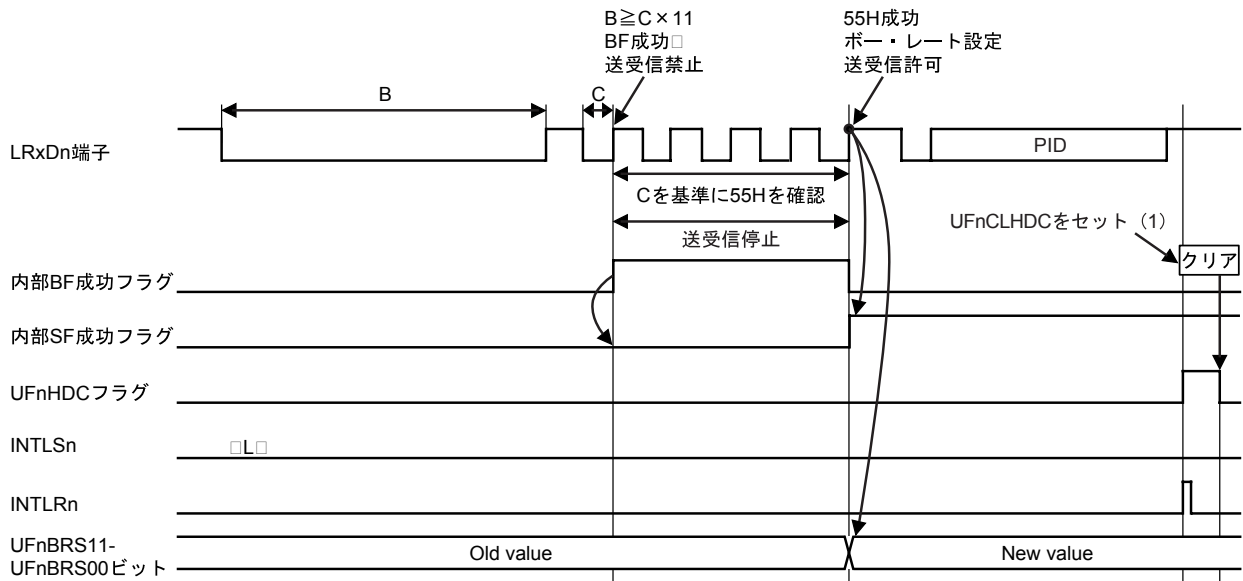 B≧C×11
BF成功□
送受信禁止
55H成功
ボー・レート設定
送受信許可
B
C
LRxDn端子
PID
Cを基準に55Hを確認
送受信停止
UFnCLHDCをセット（1）
クリア
内部BF成功フラグ
内部SF成功フラグ
UFnHDCフラグ
INTLSn
□L□
INTLRn
UFnBRS11-
UFnBRS00ビット
Old value
New value